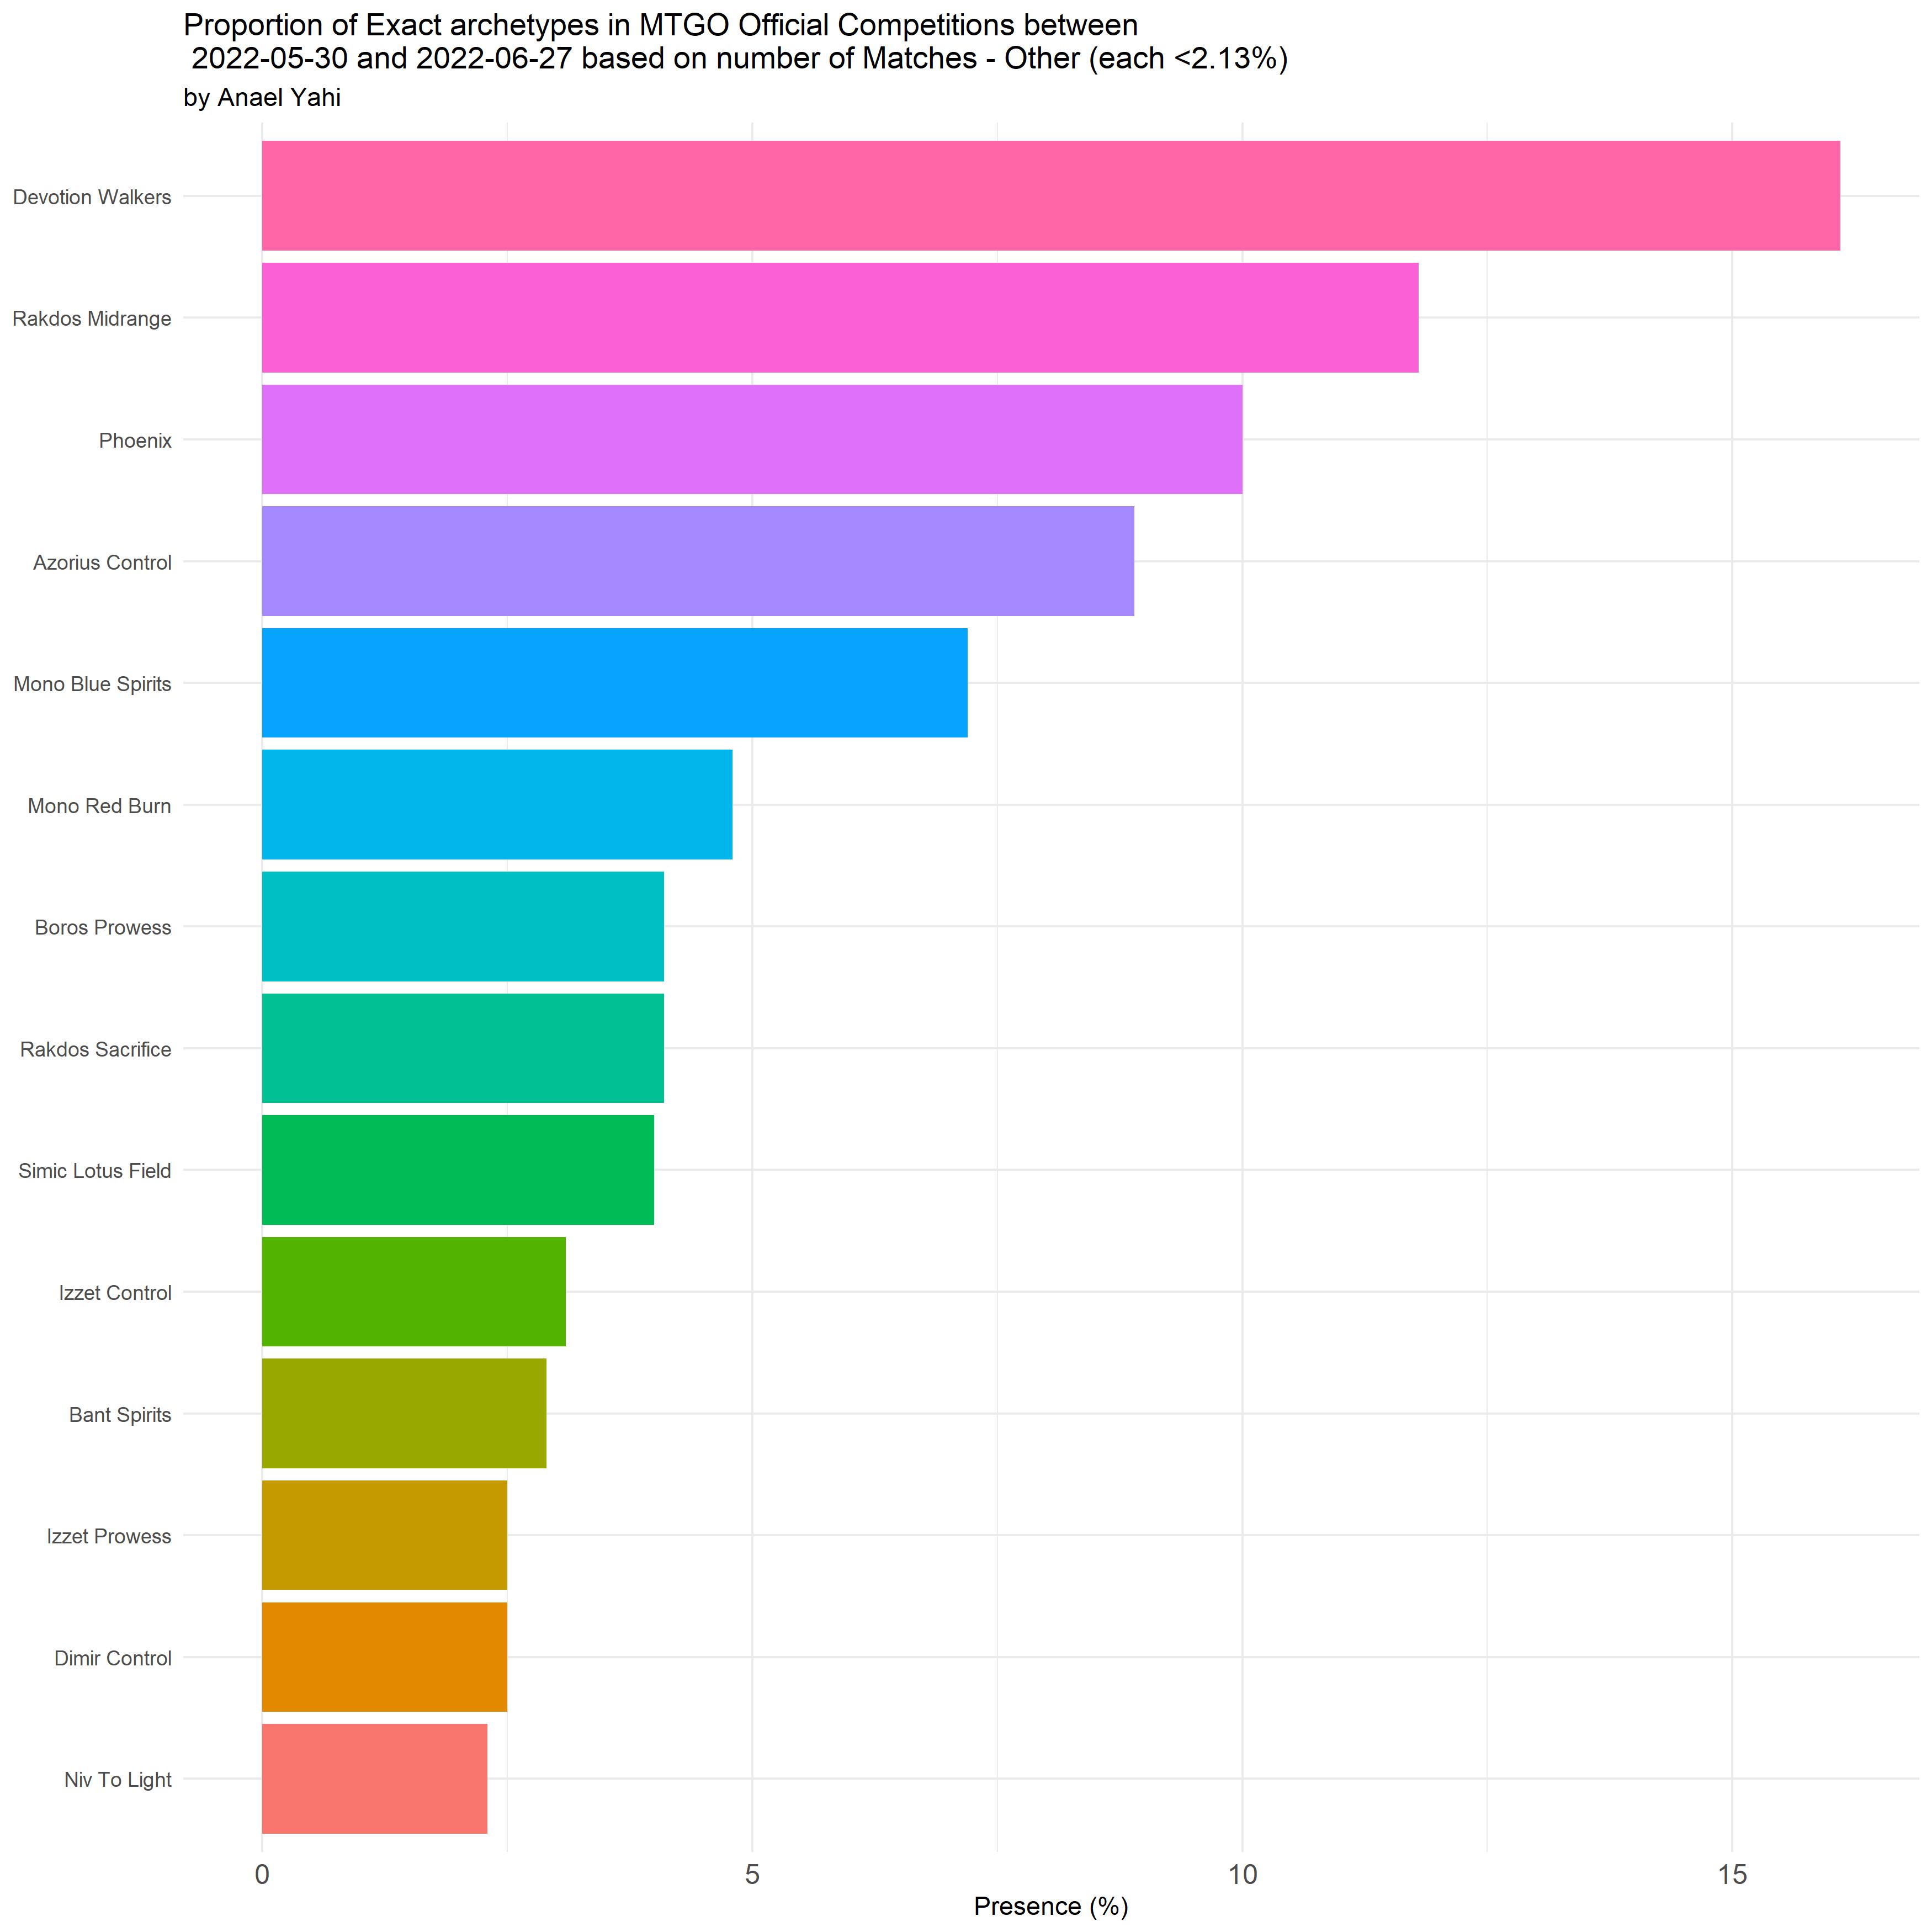 Proportion of Exact archetypes in MTGO Official Competitions between
2022-05-30 and 2022-06-27 based on number of Matches - Other (each <2.13%)
by Anael Yahi
Devotion Walkers
Rakdos Midrange
Phoenix
Azorius Control
Mono Blue Spirits
Mono Red Burn
Boros Prowess
Rakdos Sacrifice
Simic Lotus Field
Izzet Control
Bant Spirits
Izzet Prowess
Dimir Control
Niv To Light
0 5 10 15
Presence (%)